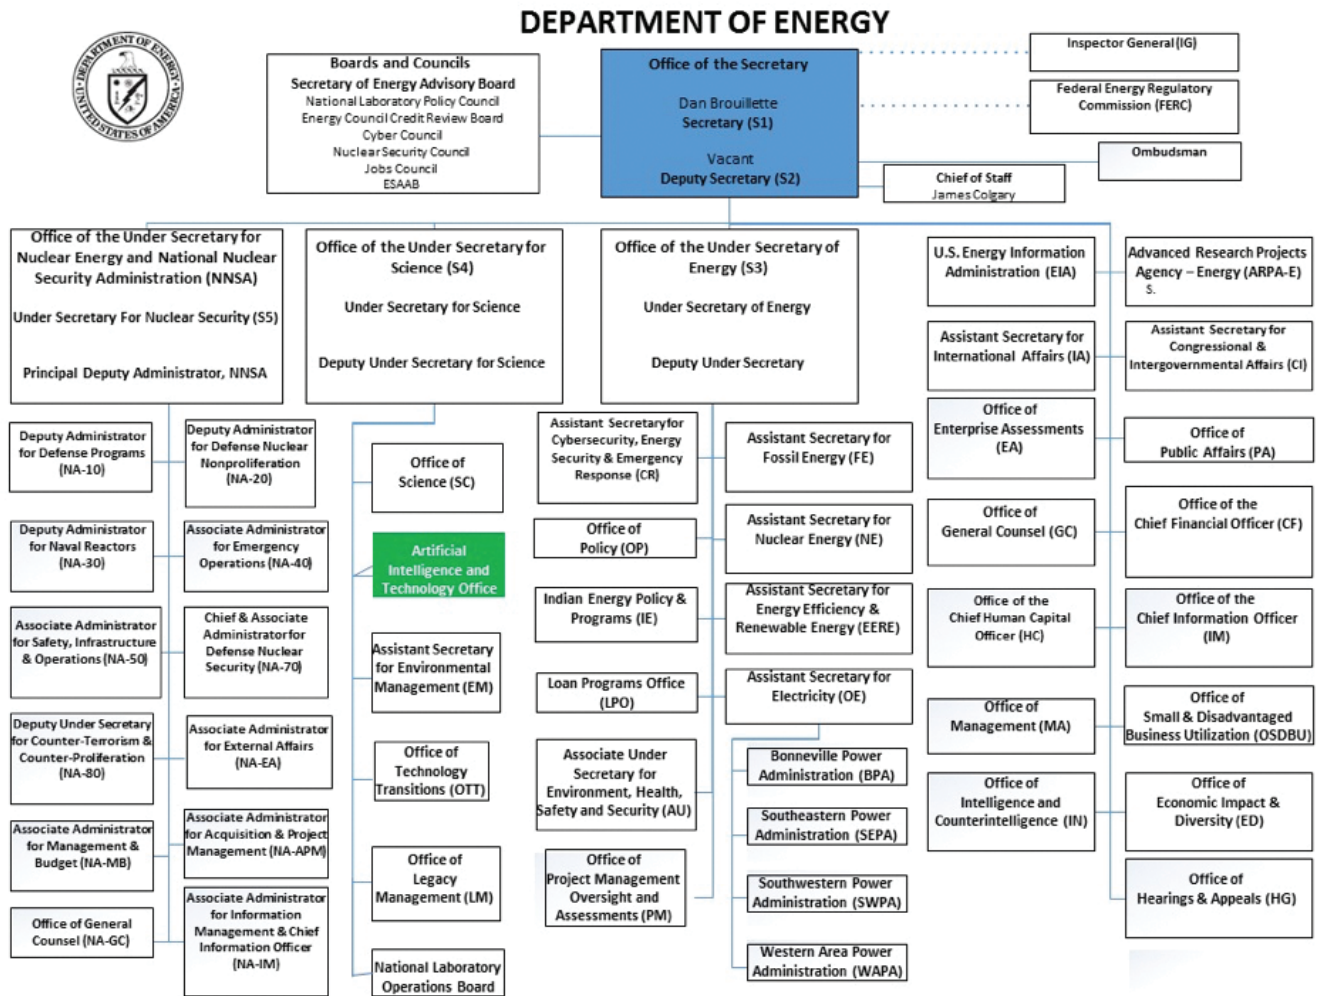 DEPARTMENT OF ENERGY
DEPARTMENT OF ENERGY
UNITED STATES OF AMERICA
Boards and Councils
Secretary of Energy Advisory Board
National Laboratory Policy Council
Energy Council Credit Review Board
Cyber Council
Nuclear Security Council
Jobs Council
ESAAB
Office of the Secretary
Dan Brouillette
Secretary (S1)
Vacant
Deputy Secretary (S2)
Inspector General (IG)
Federal Energy Regulatory
Commission (FERC)
Ombudsman
Chief of Staff
James Colgary
Office of the Under Secretary for
Nuclear Energy and National Nuclear
Security Administration (NNSA)
Under Secretary For Nuclear Security (S5)
Principal Deputy Administrator, NNSA
Office of the Under Secretary for
Science (S4)
Under Secretary for Science
Deputy Under Secretary for Science
Office of the Under Secretary of
Energy (S3)
Under Secretary of Energy
Deputy Under Secretary
U.S. Energy Information
Administration (EIA)
Advanced Research Projects
Agency – Energy (ARPA-E)
S.
Assistant Secretary for
International Affairs (IA)
Assistant Secretary for
Congressional &
Intergovernmental Affairs (CI)
Deputy Administrator
for Defense Programs
(NA-10)
Deputy Administrator
for Defense Nuclear
Nonproliferation
(NA-20)
Deputy Administrator
for Naval Reactors
(NA-30)
Associate Administrator
for Emergency
Operations (NA-40)
Associate Administrator
for Safety, Infrastructure
& Operations (NA-50)
Chief & Associate
Administrator for
Defense Nuclear
Security (NA-70)
Deputy Under Secretary
for Counter-Terrorism &
Counter-Proliferation
(NA-80)
Associate Administrator
for External Affairs
(NA-EA)
Associate Administrator
for Management &
Budget (NA-MB)
Associate Administrator
for Acquisition & Project
Management (NA-APM)
Office of General
Counsel (NA-GC)
Associate Administrator
for Information
Management & Chief
Information Officer
(NA-IM)
Office of
Science (SC)
Artificial
Intelligence and
Technology Office
Assistant Secretary
for Environmental
Management (EM)
Office of
Technology
Transitions (OTT)
Office of
Legacy
Management (LM)
National Laboratory
Operations Board
Assistant Secretary for
Cybersecurity, Energy
Security & Emergency
Response (CR)
Assistant Secretary for
Fossil Energy (FE)
Office of
Policy (OP)
Assistant Secretary for
Nuclear Energy (NE)
Indian Energy Policy &
Programs (IE)
Assistant Secretary for
Energy Efficiency &
Renewable Energy (EERE)
Loan Programs Office
(LPO)
Assistant Secretary for
Electricity (OE)
Associate Under
Secretary for
Environment, Health,
Safety and Security (AU)
Office of
Project Management
Oversight and
Assessments (PM)
Bonneville Power
Administration (BPA)
Southeastern Power
Administration (SEPA)
Southwestern Power
Administration (SWPA)
Western Area Power
Administration (WAPA)
Office of
Enterprise Assessments
(EA)
Office of
Public Affairs (PA)
Office of
General Counsel (GC)
Office of the
Chief Financial Officer (CF)
Office of the
Chief Human Capital
Officer (HC)
Office of the
Chief Information Officer
(IM)
Office of
Management (MA)
Office of
Small & Disadvantaged
Business Utilization (OSDBU)
Office of
Intelligence and
Counterintelligence (IN)
Office of
Economic Impact &
Diversity (ED)
Office of
Hearings & Appeals (HG)